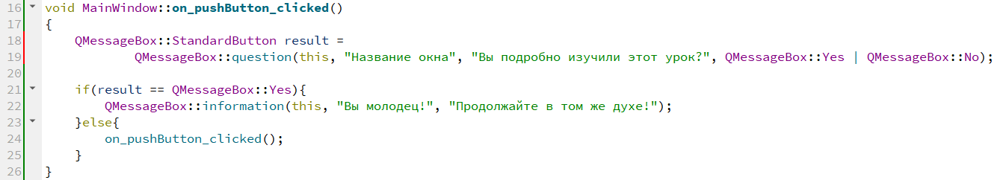 16 void MainWindow::on_pushButton_clicked()
17 {
18     QMessageBox::StandardButton result =
19             QMessageBox::question(this, "Название окна", "Вы подробно изучили этот урок?", QMessageBox::Yes | QMessageBox::No);
20
21     if(result == QMessageBox::Yes){
22         QMessageBox::information(this, "Вы молодец!", "Продолжайте в том же духе!");
23     }else{
24         on_pushButton_clicked();
25     }
26 }